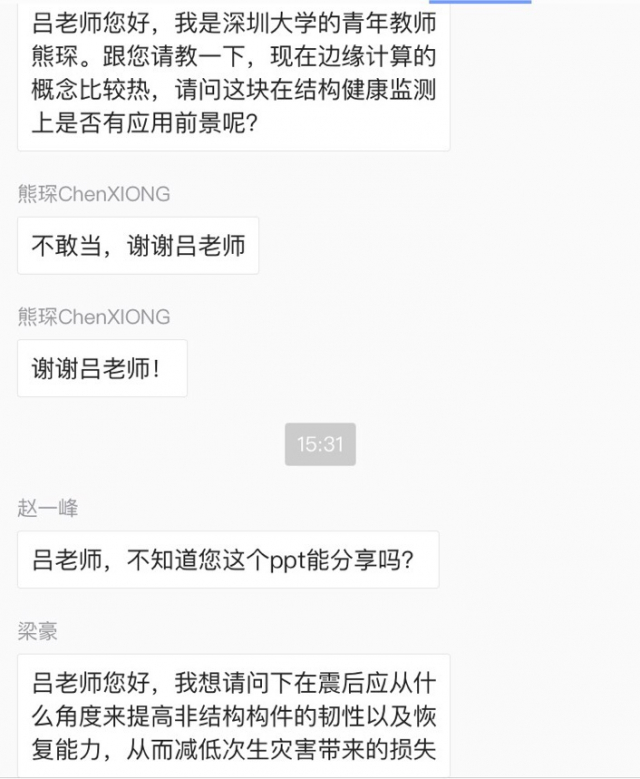 吕老师您好，我是深圳大学的青年教师
熊琛。跟您请教一下，现在边缘计算的
概念比较热，请问这块在结构健康监测
上是否有应用前景呢？
熊琛ChenXIONG
不敢当，谢谢吕老师
熊琛ChenXIONG
谢谢吕老师！
15:31
赵一峰
吕老师，不知道您这个ppt能分享吗？
梁豪
吕老师您好，我想请问下在震后应从什
么角度来提高非结构构件的韧性以及恢
复能力，从而减低次生灾害带来的损失